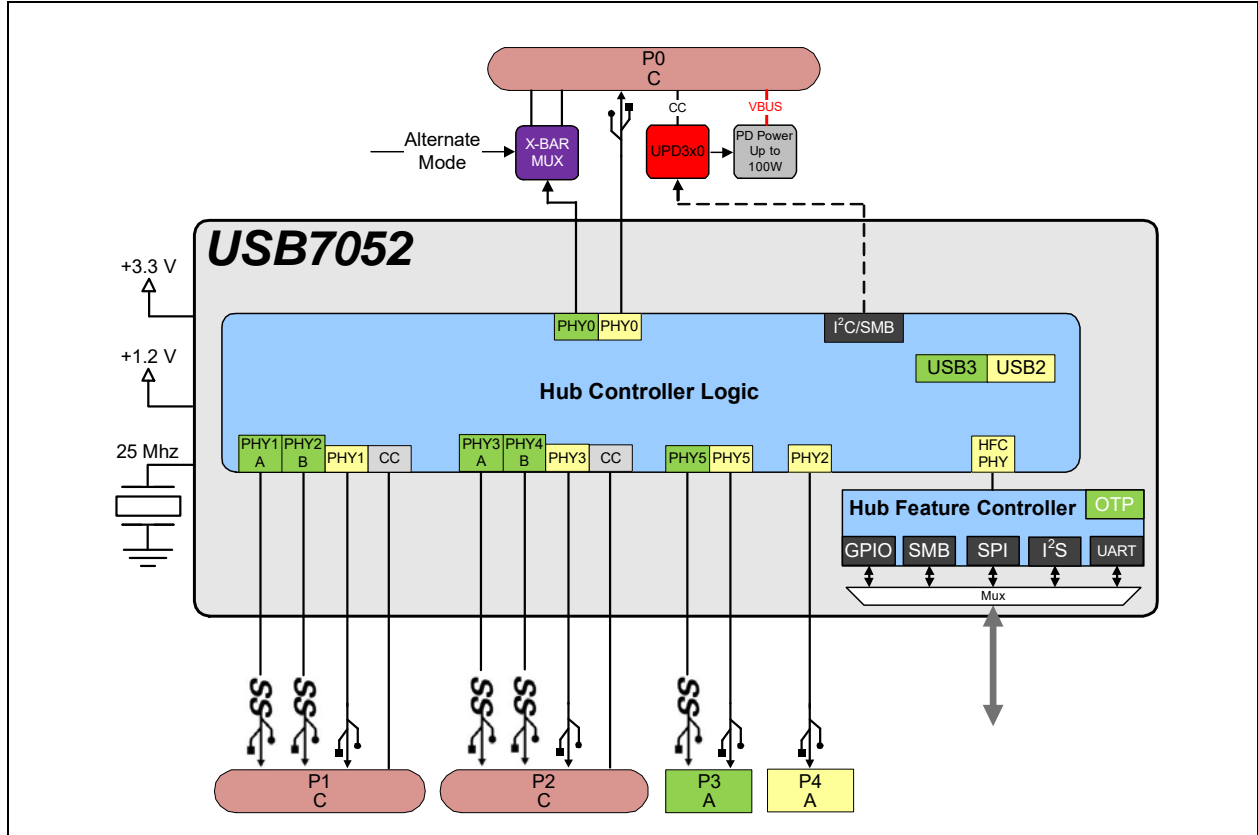 P0
C
CC
VBUS
Alternate
Mode
X-BAR
MUX
UPD3x0
PD Power
Up to
100W
USB7052
+3.3 V
+1.2 V
25 Mhz
PHY0 PHY0
I²C/SMB
USB3 USB2
Hub Controller Logic
PHY1
A
PHY2
B
PHY1
CC
PHY3
A
PHY4
B
PHY3
CC
PHY5 PHY5
PHY2
HFC
PHY
Hub Feature Controller
OTP
GPIO SMB SPI I²S UART
Mux
SS
SS
SS
SS
SS
P1
C
P2
C
P3
A
P4
A